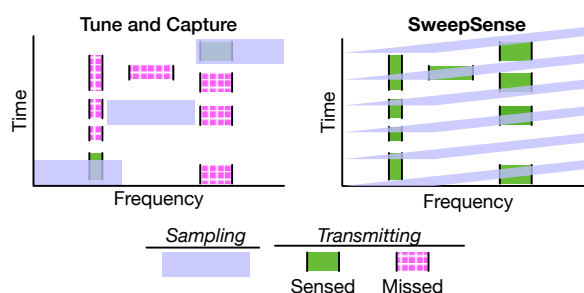 Tune and Capture
SweepSense
Time
Frequency
Time
Frequency
Sampling
Transmitting
Sensed
Missed